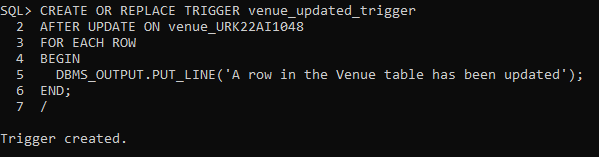 SQL> CREATE OR REPLACE TRIGGER venue_updated_trigger
  2  AFTER UPDATE ON venue_URK22AI1048
  3  FOR EACH ROW
  4  BEGIN
  5    DBMS_OUTPUT.PUT_LINE('A row in the Venue table has been updated');
  6  END;
  7  /
Trigger created.